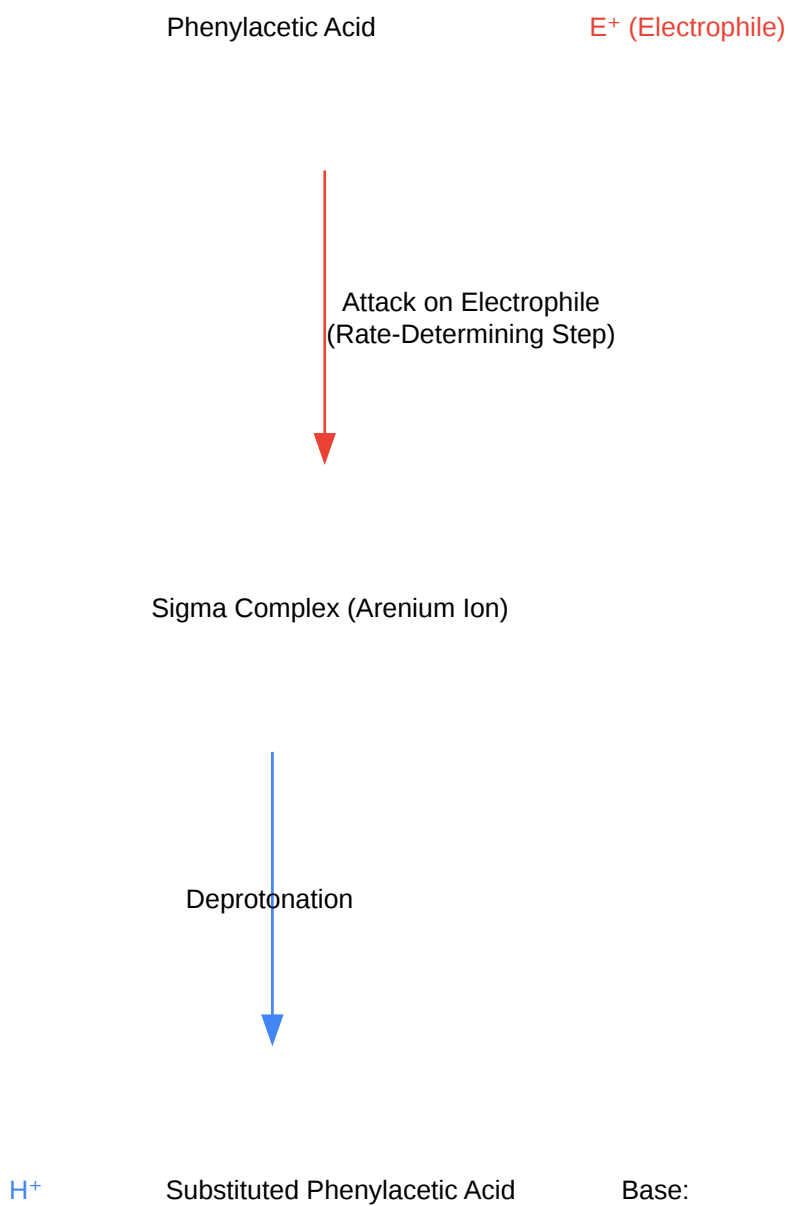 Phenylacetic Acid
E⁺ (Electrophile)
Attack on Electrophile
(Rate-Determining Step)
Sigma Complex (Arenium Ion)
Deprotonation
H⁺
Substituted Phenylacetic Acid
Base: